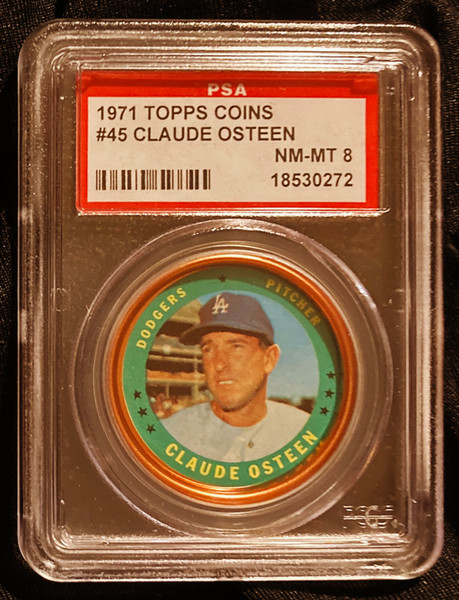 PSA
1971 TOPPS COINS
#45 CLAUDE OSTEEN
NM-MT 8
18530272
DODGERS
PITCHER
LA
CLAUDE OSTEEN